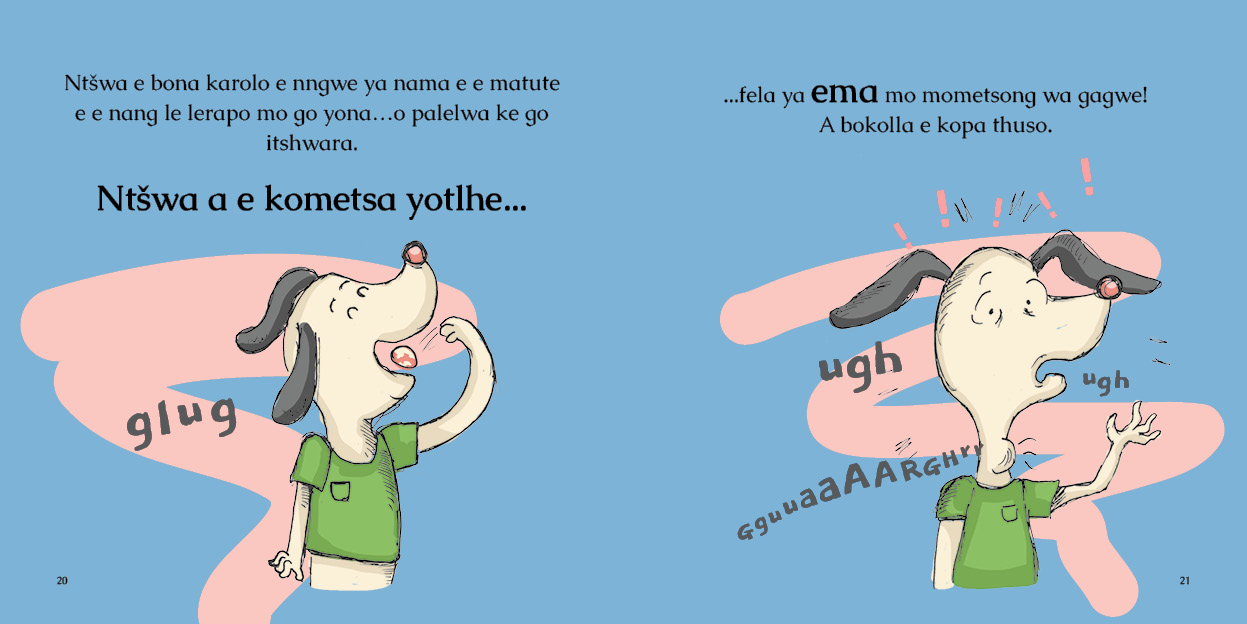 Ntšwa e bona karolo e nngwe ya nama e e matute
e e nang le lerapo mo go yona...o palelwa ke go
itshwara.
Ntšwa a e kometsa yotlhe...
glug
20
...fela ya ema mo mometsong wa gagwe!
A bokolla e kopa thuso.
! ! ! ! !
ugh
ugh
GguuaaAAARGHrr
21